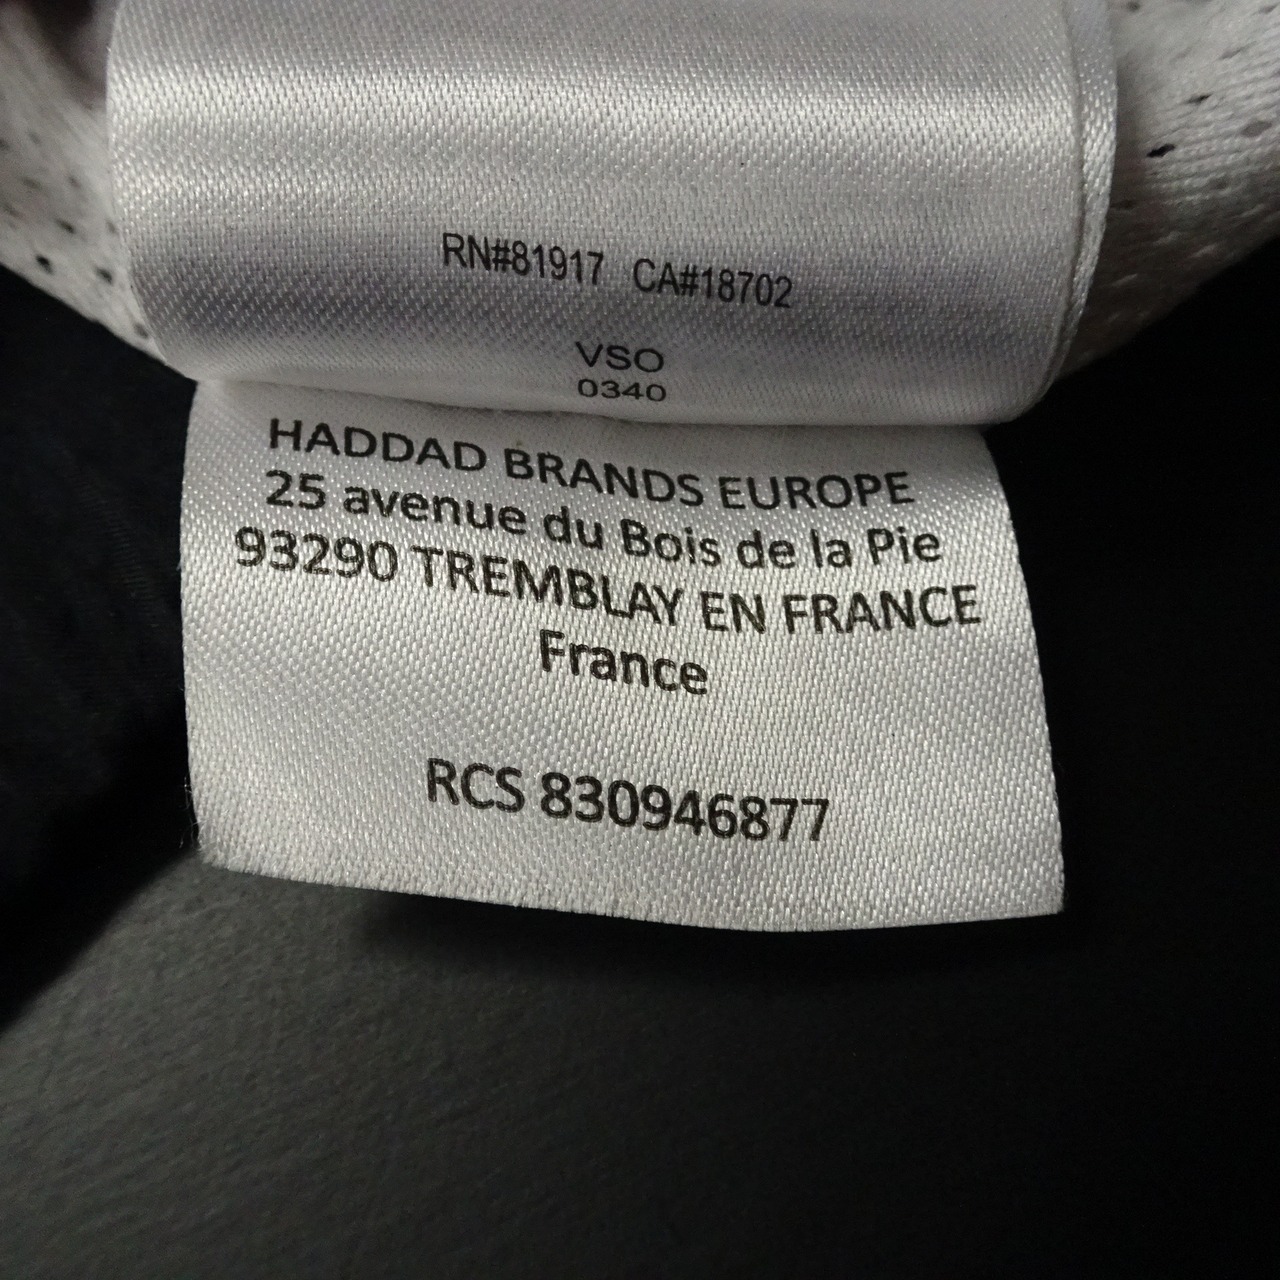 RN#81917 CA#18702
VSO
0340
HADDAD BRANDS EUROPE
25 avenue du Bois de la Pie
93290 TREMBLAY EN FRANCE
France
RCS 830946877